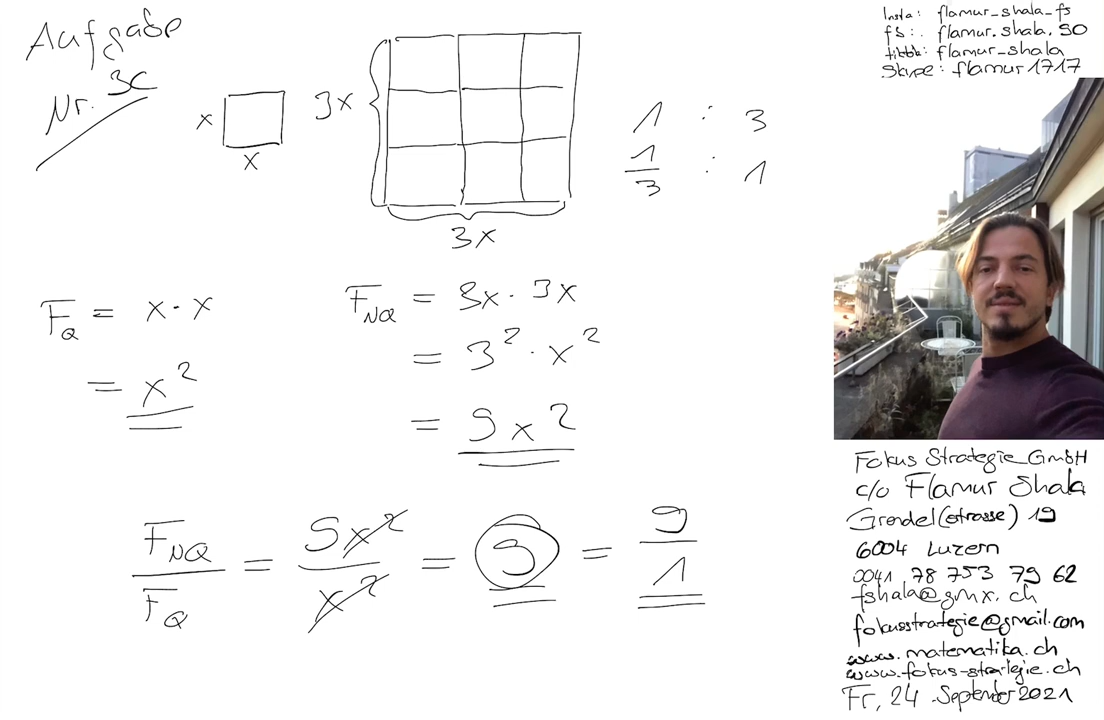 Aufgabe
Nr. 3c
x
x
3x
3x
1 : 3
1/3 : 1
F_Q = x · x
= x²
F_NQ = 3x · 3x
= 3² · x²
= 9x²
F_NQ/F_Q = 9x²/x² = 9 = 9/1
Insta: flamur_shala_fs
fb: flamur.shala.90
tiktok: flamur_shala
Skype: flamur1717
Fokus Strategie GmbH
c/o Flamur Shala
Grendel(strasse) 19
6004 Luzern
0041 78 753 79 62
fshala@gmx.ch
fokusstrategie@gmail.com
www.matematika.ch
www.fokus-strategie.ch
Fr, 24. September 2021